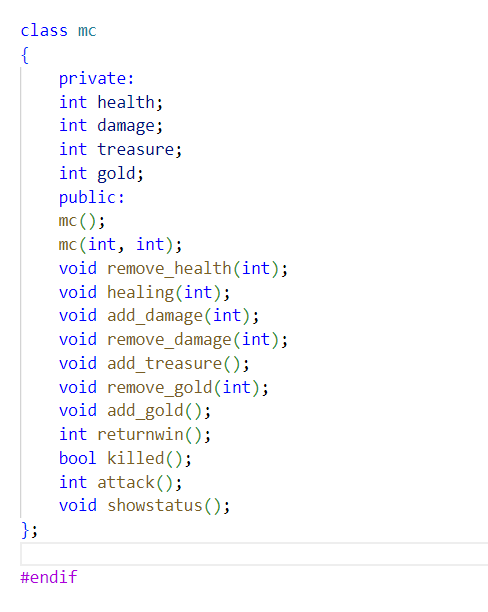 class mc
{
    private:
    int health;
    int damage;
    int treasure;
    int gold;
    public:
    mc();
    mc(int, int);
    void remove_health(int);
    void healing(int);
    void add_damage(int);
    void remove_damage(int);
    void add_treasure();
    void remove_gold(int);
    void add_gold();
    int returnwin();
    bool killed();
    int attack();
    void showstatus();
};
#endif